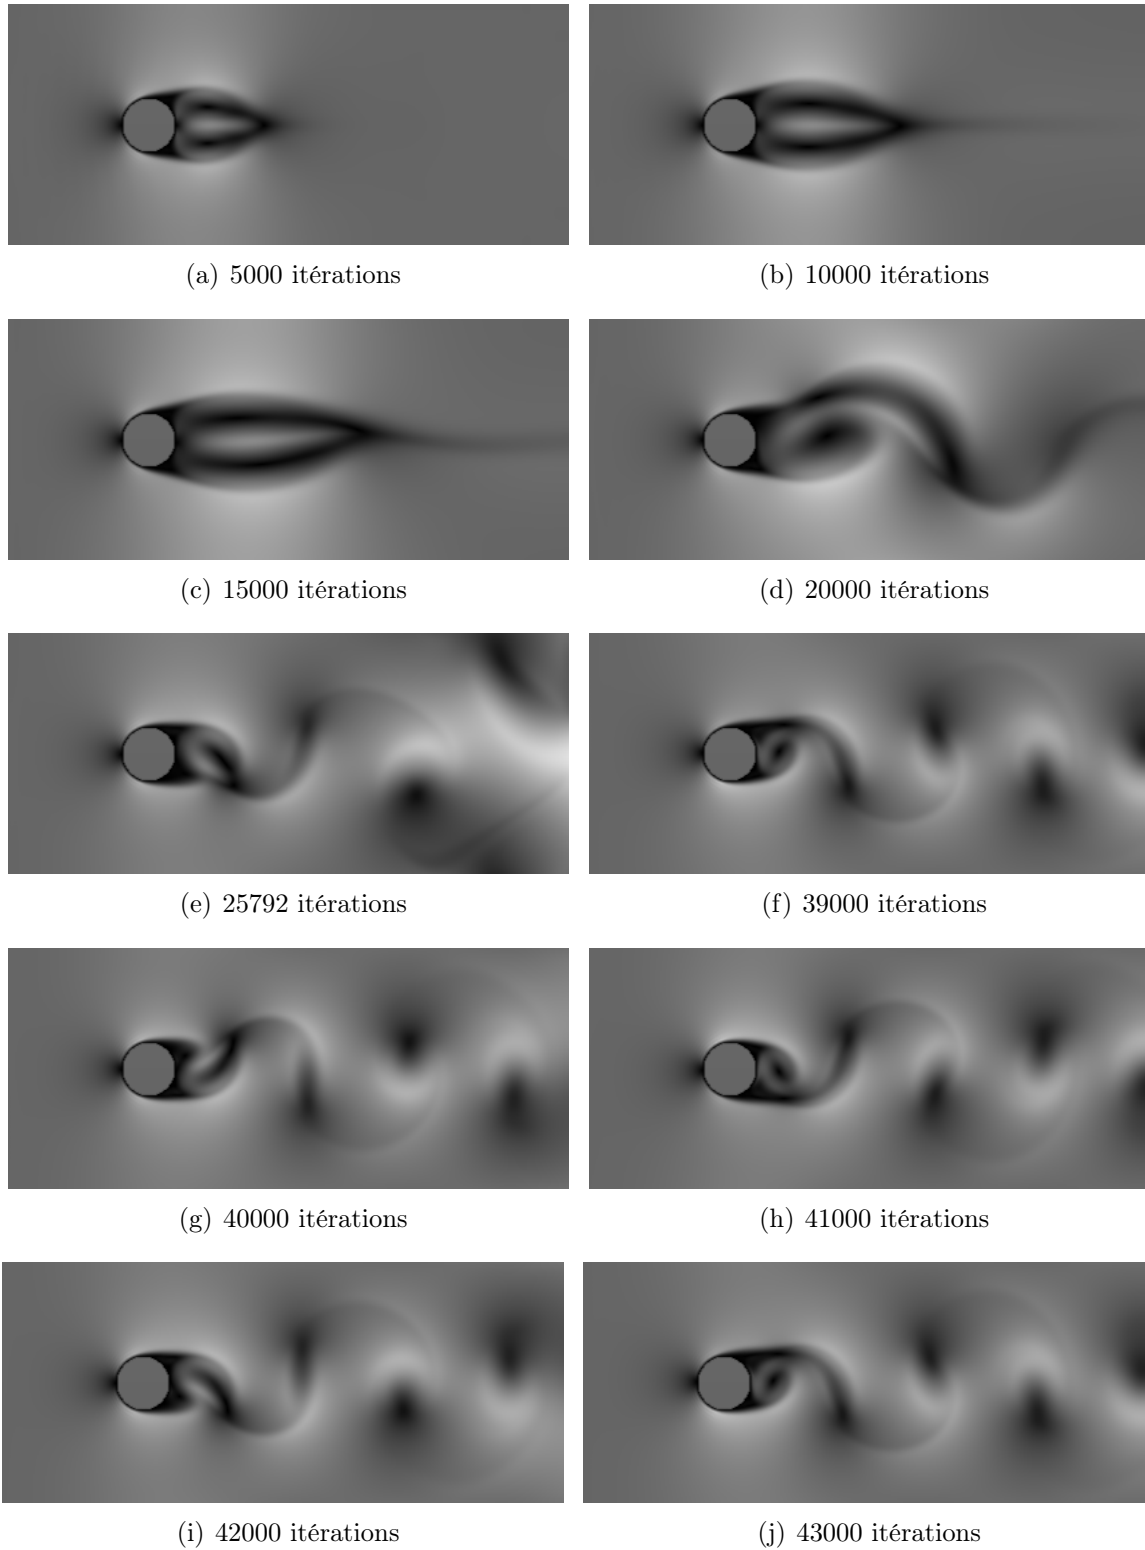 (a) 5000 itérations
(b) 10000 itérations
(c) 15000 itérations
(d) 20000 itérations
(e) 25792 itérations
(f) 39000 itérations
(g) 40000 itérations
(h) 41000 itérations
(i) 42000 itérations
(j) 43000 itérations